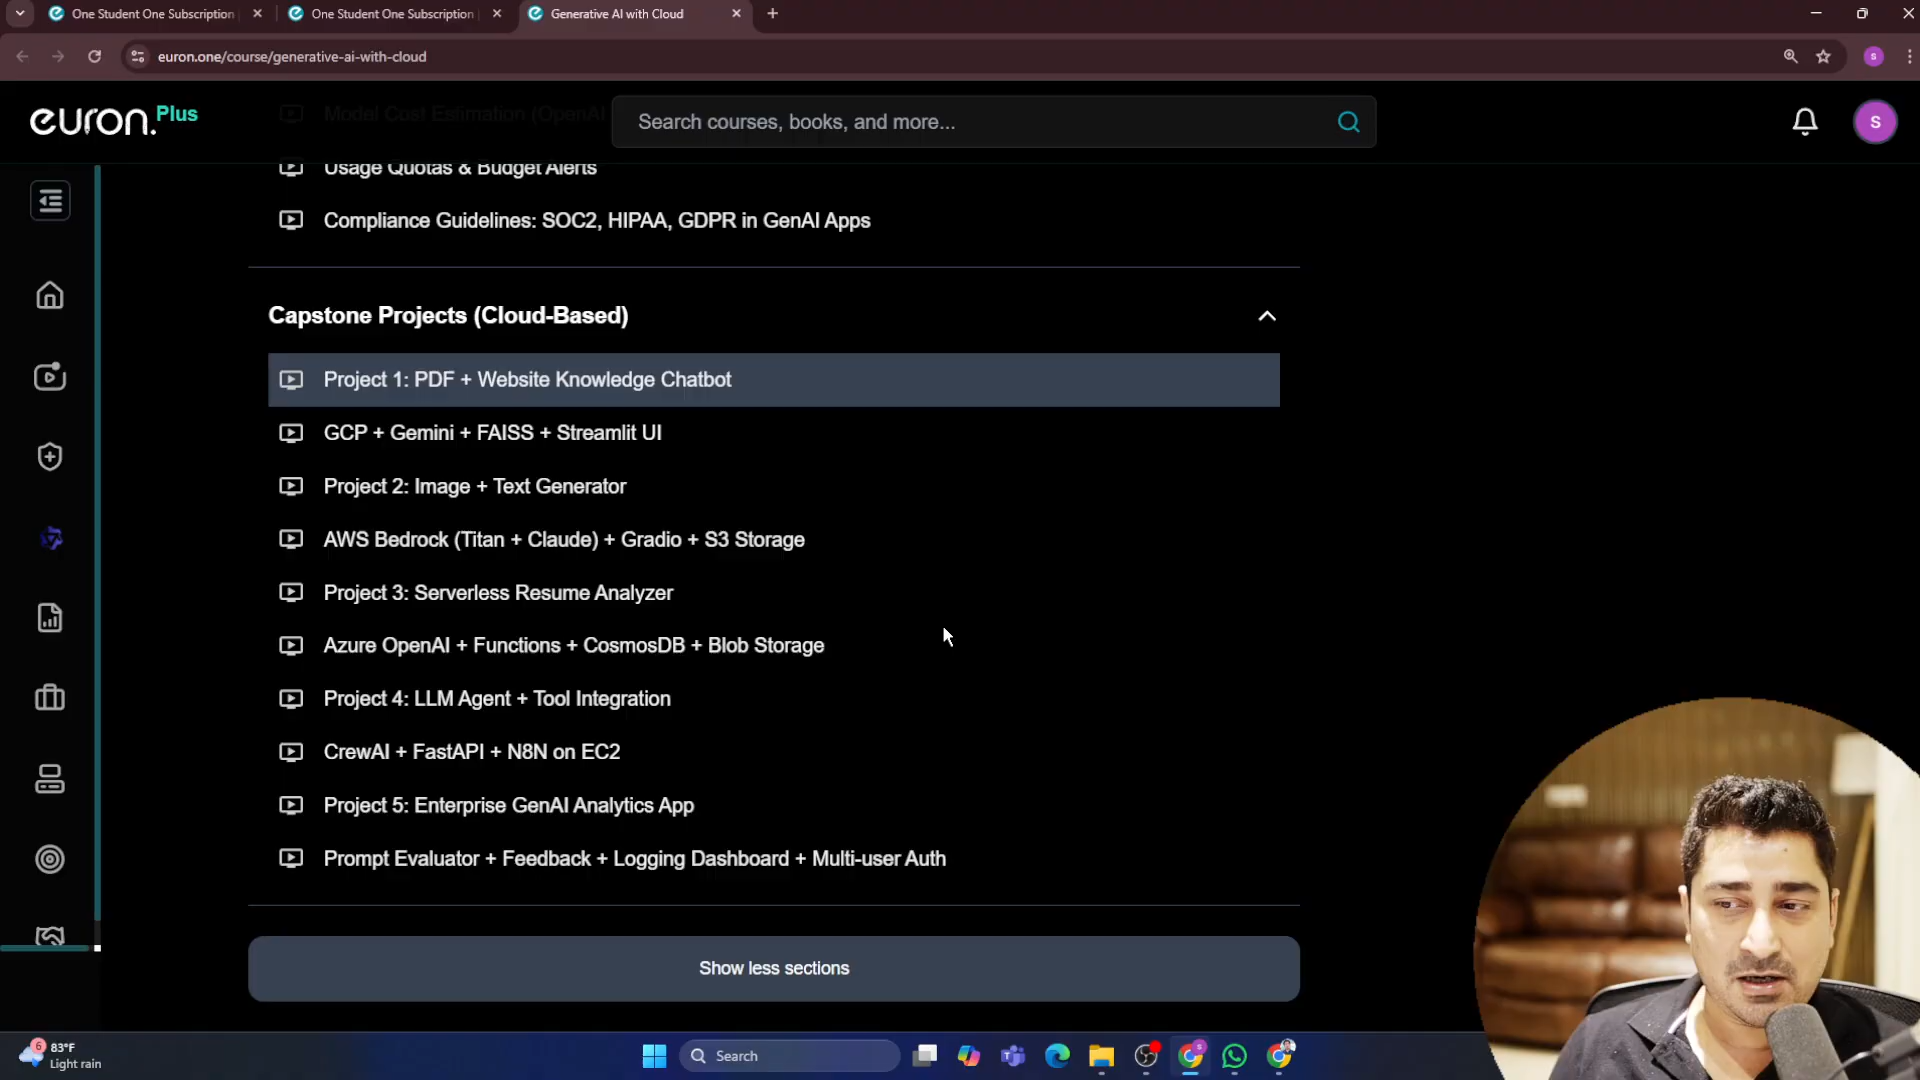 One Student One Subscription
One Student One Subscription
Generative AI with Cloud
euron.one/course/generative-ai-with-cloud
S
euron.Plus
Model Cost Estimation (OpenAI
Search courses, books, and more...
S
Usage Quotas & Budget Alerts
Compliance Guidelines: SOC2, HIPAA, GDPR in GenAI Apps
Capstone Projects (Cloud-Based)
Project 1: PDF + Website Knowledge Chatbot
GCP + Gemini + FAISS + Streamlit UI
Project 2: Image + Text Generator
AWS Bedrock (Titan + Claude) + Gradio + S3 Storage
Project 3: Serverless Resume Analyzer
Azure OpenAI + Functions + CosmosDB + Blob Storage
Project 4: LLM Agent + Tool Integration
CrewAI + FastAPI + N8N on EC2
Project 5: Enterprise GenAI Analytics App
Prompt Evaluator + Feedback + Logging Dashboard + Multi-user Auth
Show less sections
6
83°F
Light rain
Search